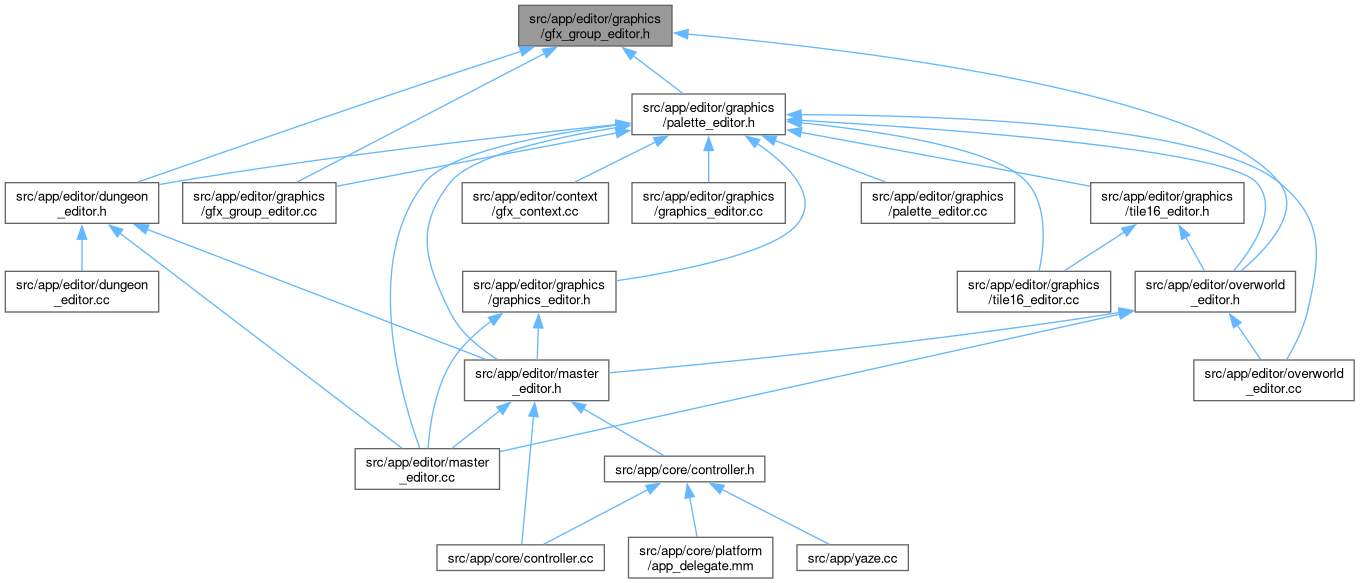 src/app/editor/graphics
/gfx_group_editor.h
src/app/editor/graphics
/palette_editor.h
src/app/editor/dungeon
_editor.h
src/app/editor/graphics
/gfx_group_editor.cc
src/app/editor/context
/gfx_context.cc
src/app/editor/graphics
/graphics_editor.cc
src/app/editor/graphics
/palette_editor.cc
src/app/editor/graphics
/tile16_editor.h
src/app/editor/dungeon
_editor.cc
src/app/editor/graphics
/graphics_editor.h
src/app/editor/graphics
/tile16_editor.cc
src/app/editor/overworld
_editor.h
src/app/editor/master
_editor.h
src/app/editor/overworld
_editor.cc
src/app/editor/master
_editor.cc
src/app/core/controller.h
src/app/core/controller.cc
src/app/core/platform
/app_delegate.mm
src/app/yaze.cc